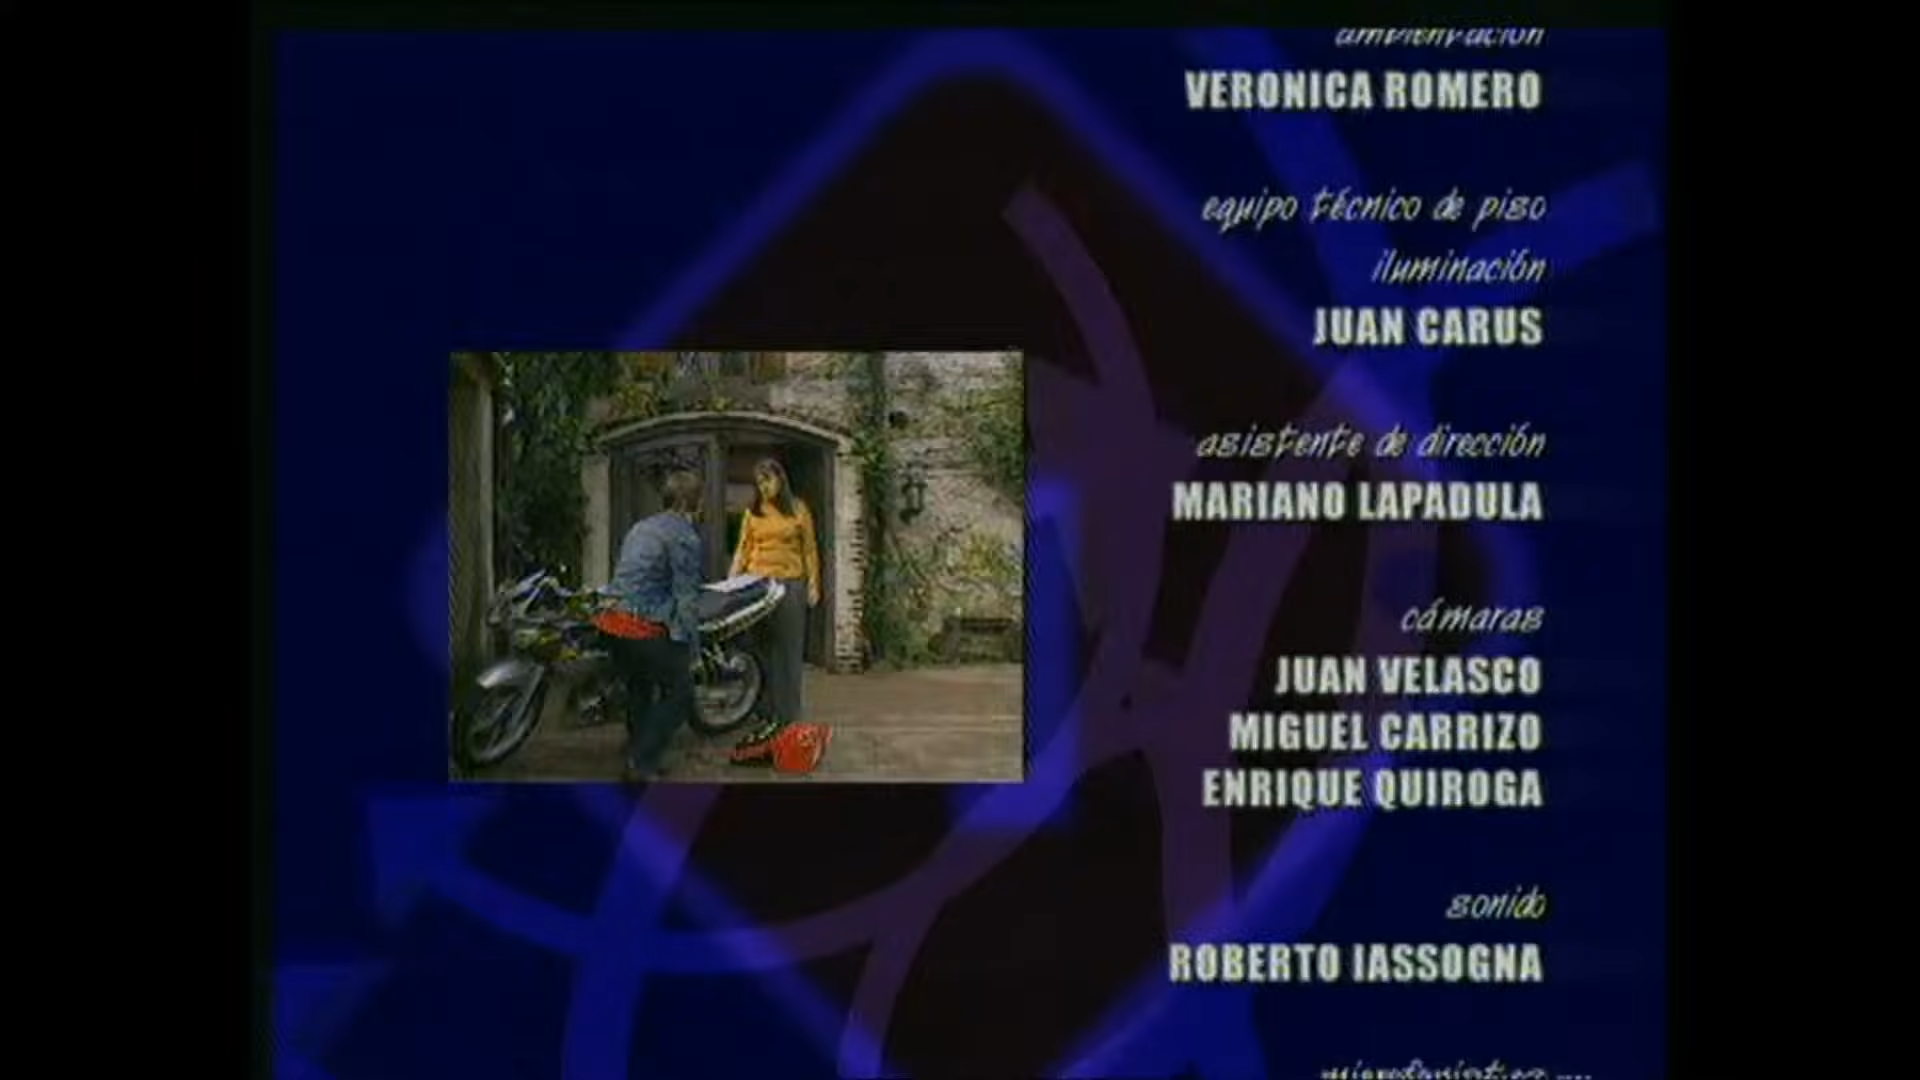 ambientación
VERONICA ROMERO
equipo técnico de piso
iluminación
JUAN CARUS
asistente de dirección
MARIANO LAPADULA
cámaras
JUAN VELASCO
MIGUEL CARRIZO
ENRIQUE QUIROGA
sonido
ROBERTO IASSOGNA